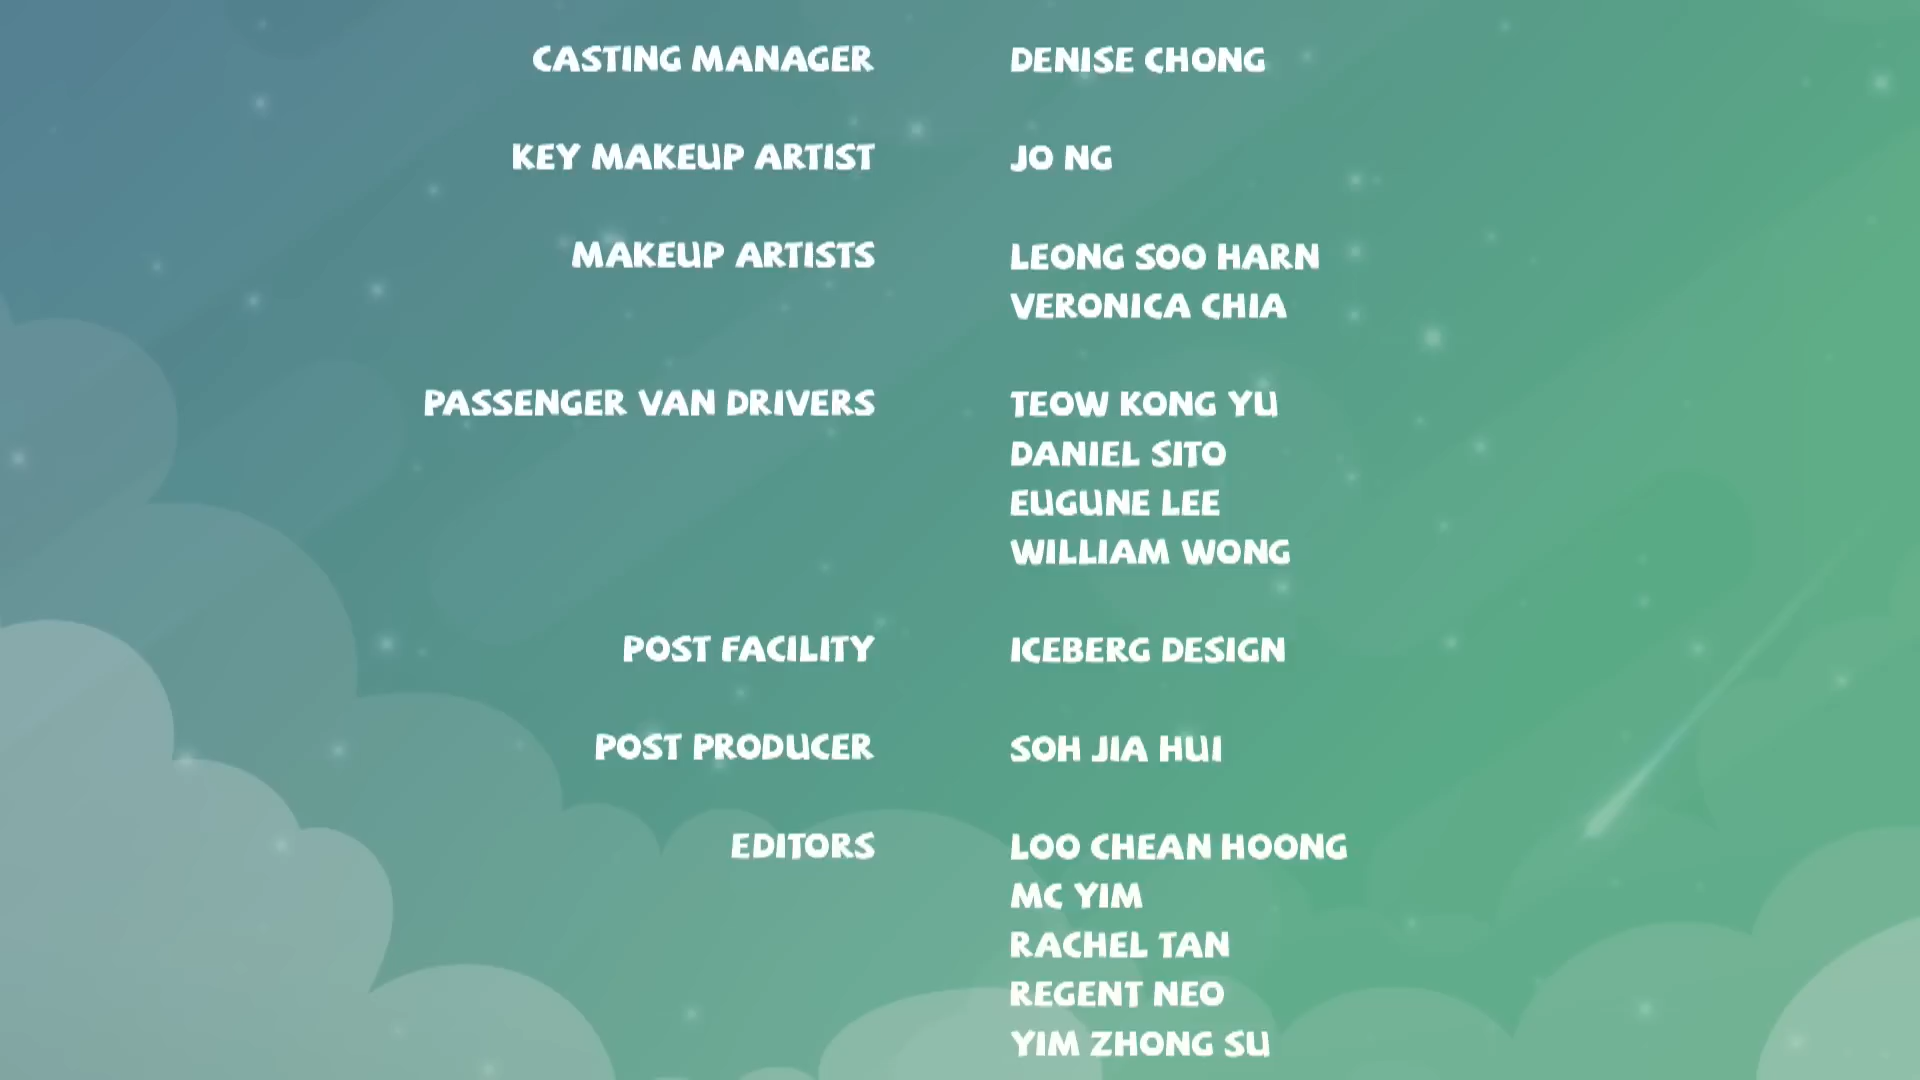 CASTING MANAGER DENISE CHONG
KEY MAKEUP ARTIST JO NG
MAKEUP ARTISTS LEONG SOO HARN
VERONICA CHIA
PASSENGER VAN DRIVERS TEOW KONG YU
DANIEL SITO
EUGUNE LEE
WILLIAM WONG
POST FACILITY ICEBERG DESIGN
POST PRODUCER SOH JIA HUI
EDITORS LOO CHEAN HOONG
MC YIM
RACHEL TAN
REGENT NEO
YIM ZHONG SU